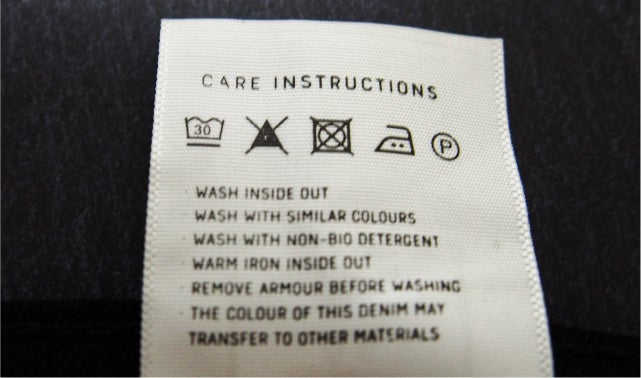 CARE INSTRUCTIONS
30 P
· WASH INSIDE OUT
· WASH WITH SIMILAR COLOURS
· WASH WITH NON-BIO DETERGENT
· WARM IRON INSIDE OUT
· REMOVE ARMOUR BEFORE WASHING
· THE COLOUR OF THIS DENIM MAY
TRANSFER TO OTHER MATERIALS